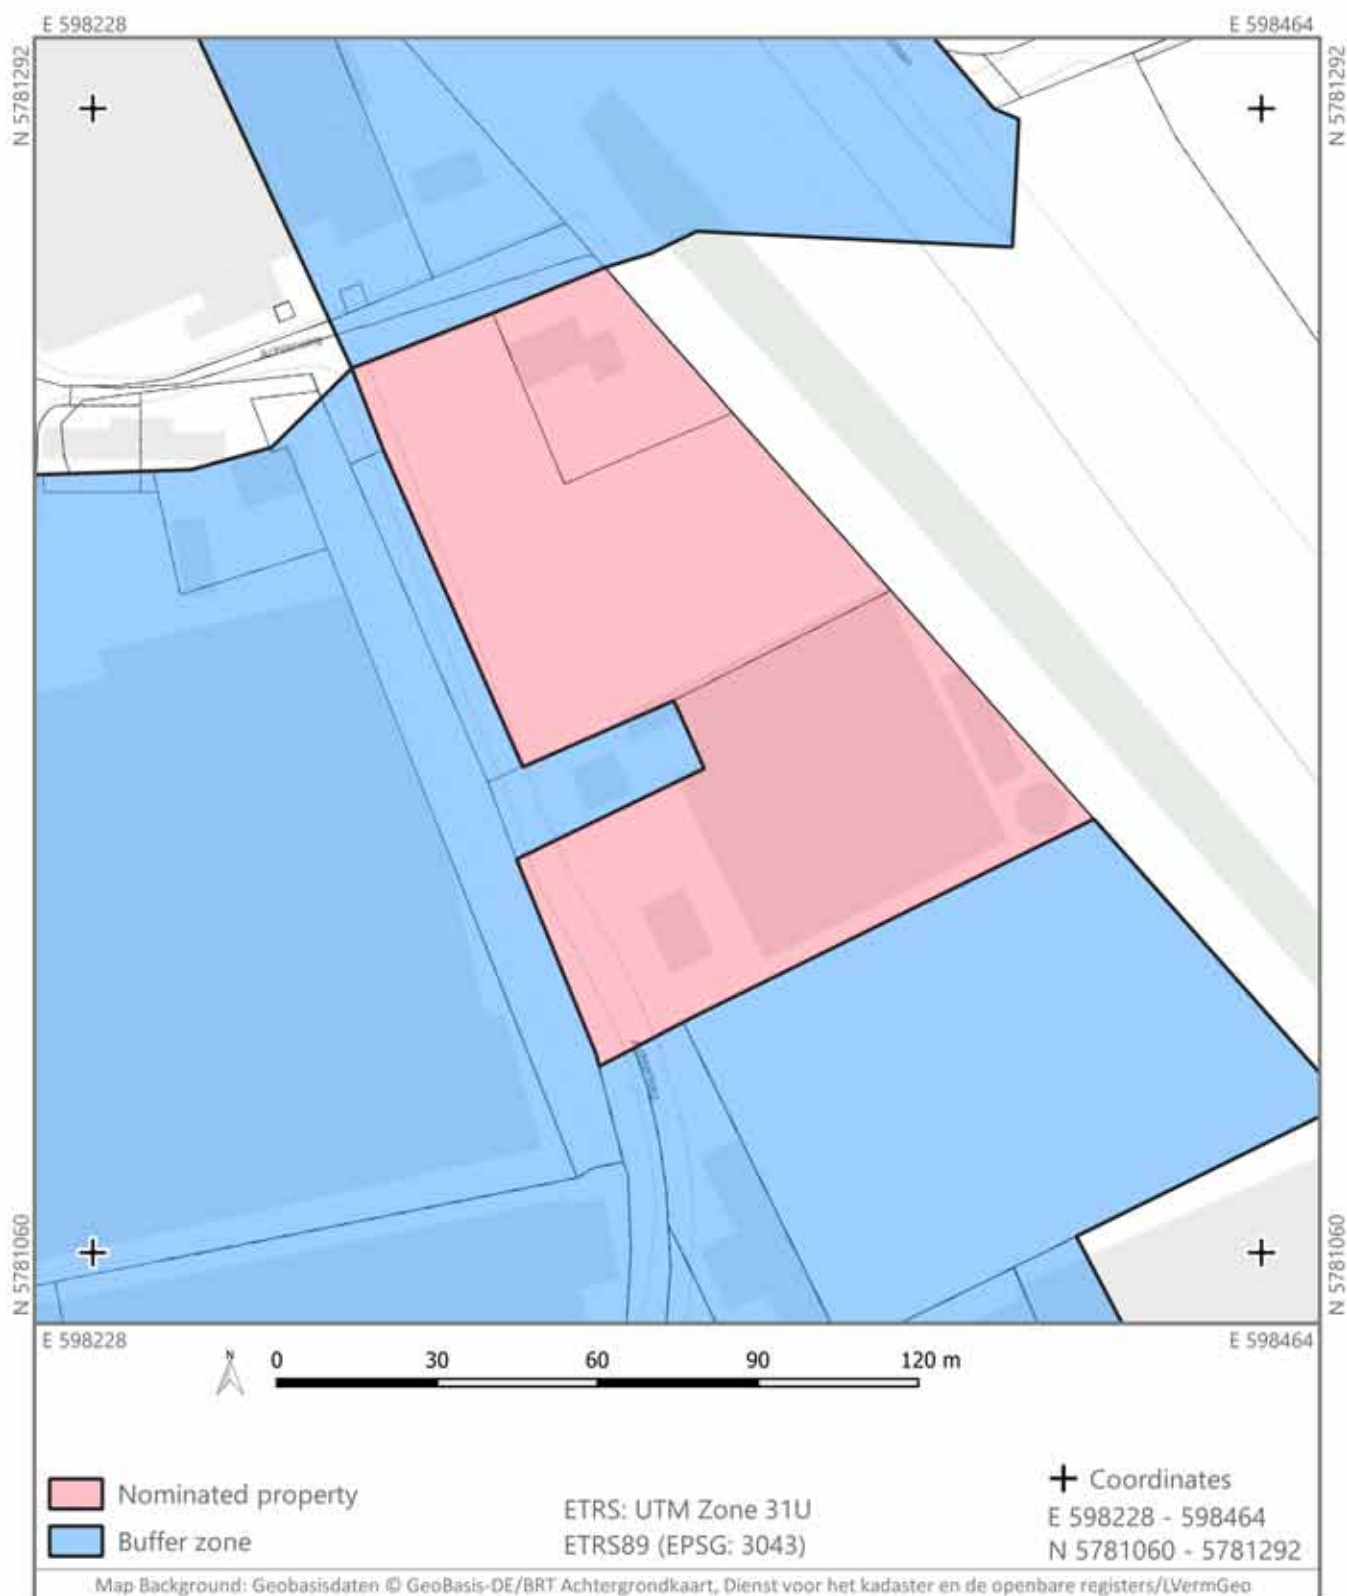 E 598228
E 598464
N 5781292
N 5781292
N 5781060
N 5781060
E 598228
E 598464
N
0 30 60 90 120 m
Nominated property
Buffer zone
ETRS: UTM Zone 31U
ETRS89 (EPSG: 3043)
Coordinates
E 598228 - 598464
N 5781060 - 5781292
Map Background: Geobasisdaten © GeoBasis-DE/BRT Achtergrondkaart, Dienst voor het kadaster en de openbare registers/LVermGeo